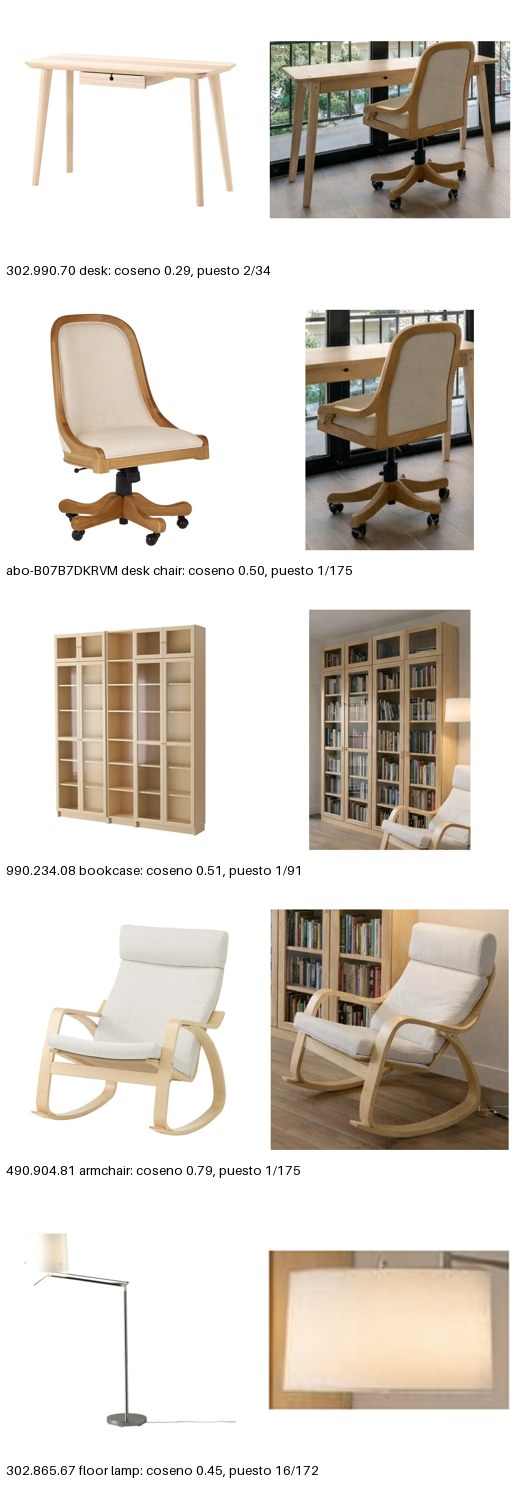 302.990.70 desk: coseno 0.29, puesto 2/34
abo-B07B7DKRVM desk chair: coseno 0.50, puesto 1/175
990.234.08 bookcase: coseno 0.51, puesto 1/91
490.904.81 armchair: coseno 0.79, puesto 1/175
302.865.67 floor lamp: coseno 0.45, puesto 16/172